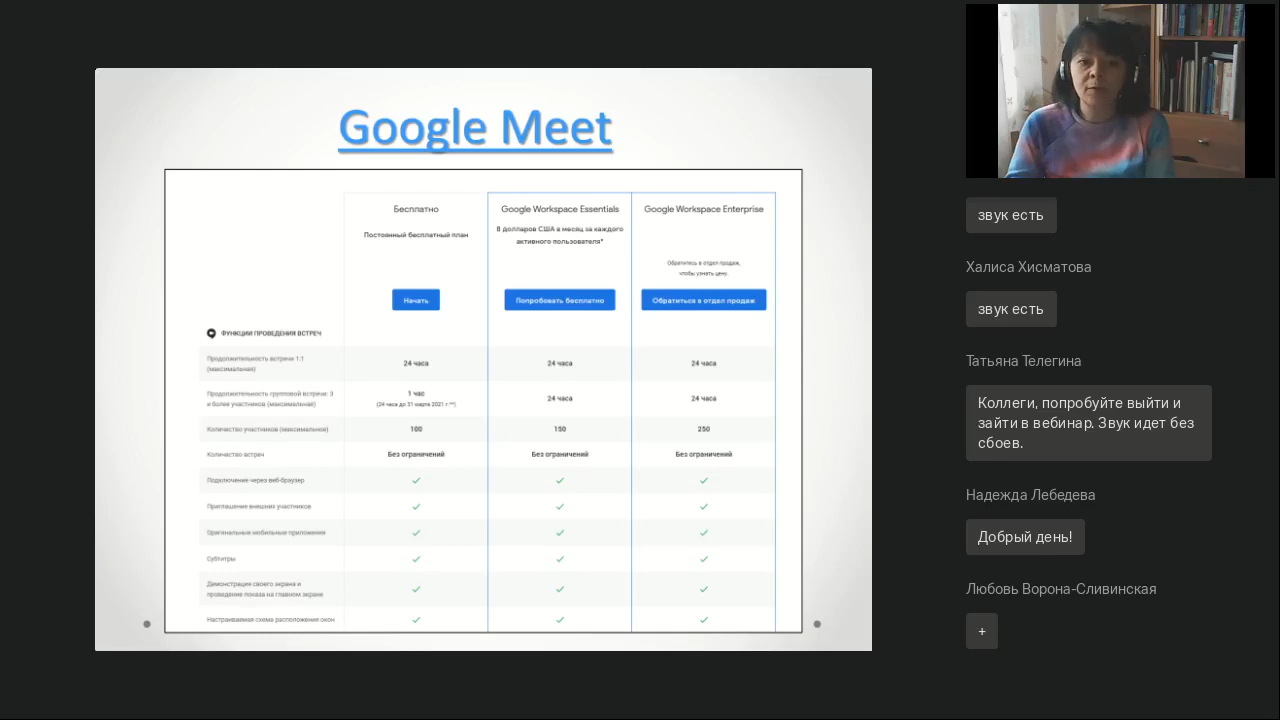 Google Meet
Бесплатно
Google Workspace Essentials
Google Workspace Enterprise
Постоянный бесплатный план
8 долларов США в месяц за каждого
активного пользователя*
Обратитесь в отдел продаж,
чтобы узнать цену.
Начать
Попробовать бесплатно
Обратиться в отдел продаж
ФУНКЦИИ ПРОВЕДЕНИЯ ВСТРЕЧ
Продолжительность встречи 1:1
(максимальная)
24 часа
24 часа
24 часа
Продолжительность групповой встречи: 3
и более участников (максимальная)
1 час
(24 часа до 31 марта 2021 г.**)
24 часа
24 часа
Количество участников (максимальное)
100
150
250
Количество встреч
Без ограничений
Без ограничений
Без ограничений
Подключение через веб-браузер
Приглашение внешних участников
Оригинальные мобильные приложения
Субтитры
Демонстрация своего экрана и
проведение показа на главном экране
Настраиваемая схема расположения окон
звук есть
Халиса Хисматова
звук есть
Татьяна Телегина
Коллеги, попробуйте выйти и
зайти в вебинар. Звук идет без
сбоев.
Надежда Лебедева
Добрый день!
Любовь Ворона-Сливинская
+